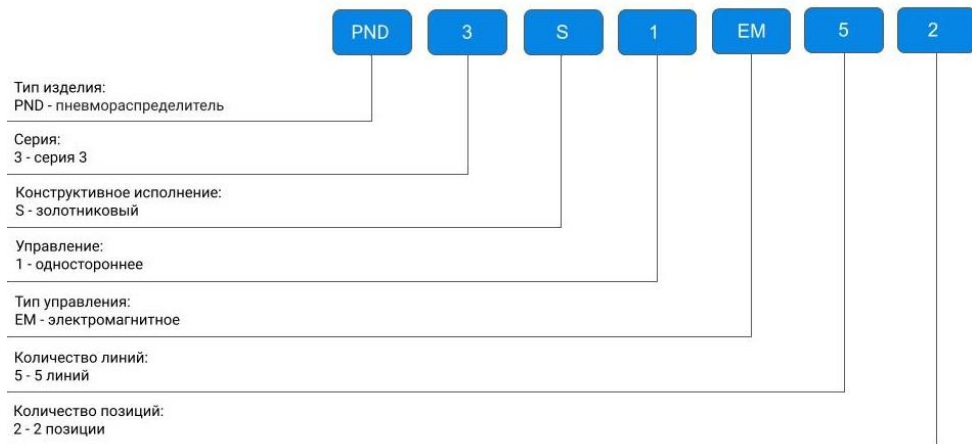 PND 3 S 1 EM 5 2
Тип изделия:
PND - пневмораспределитель
Серия:
3 - серия 3
Конструктивное исполнение:
S - золотниковый
Управление:
1 - одностороннее
Тип управления:
EM - электромагнитное
Количество линий:
5 - 5 линий
Количество позиций:
2 - 2 позиции